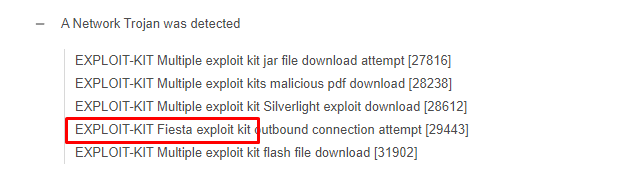 A Network Trojan was detected
EXPLOIT-KIT Multiple exploit kit jar file download attempt [27816]
EXPLOIT-KIT Multiple exploit kits malicious pdf download [28238]
EXPLOIT-KIT Multiple exploit kit Silverlight exploit download [28612]
EXPLOIT-KIT Fiesta exploit kit outbound connection attempt [29443]
EXPLOIT-KIT Multiple exploit kit flash file download [31902]